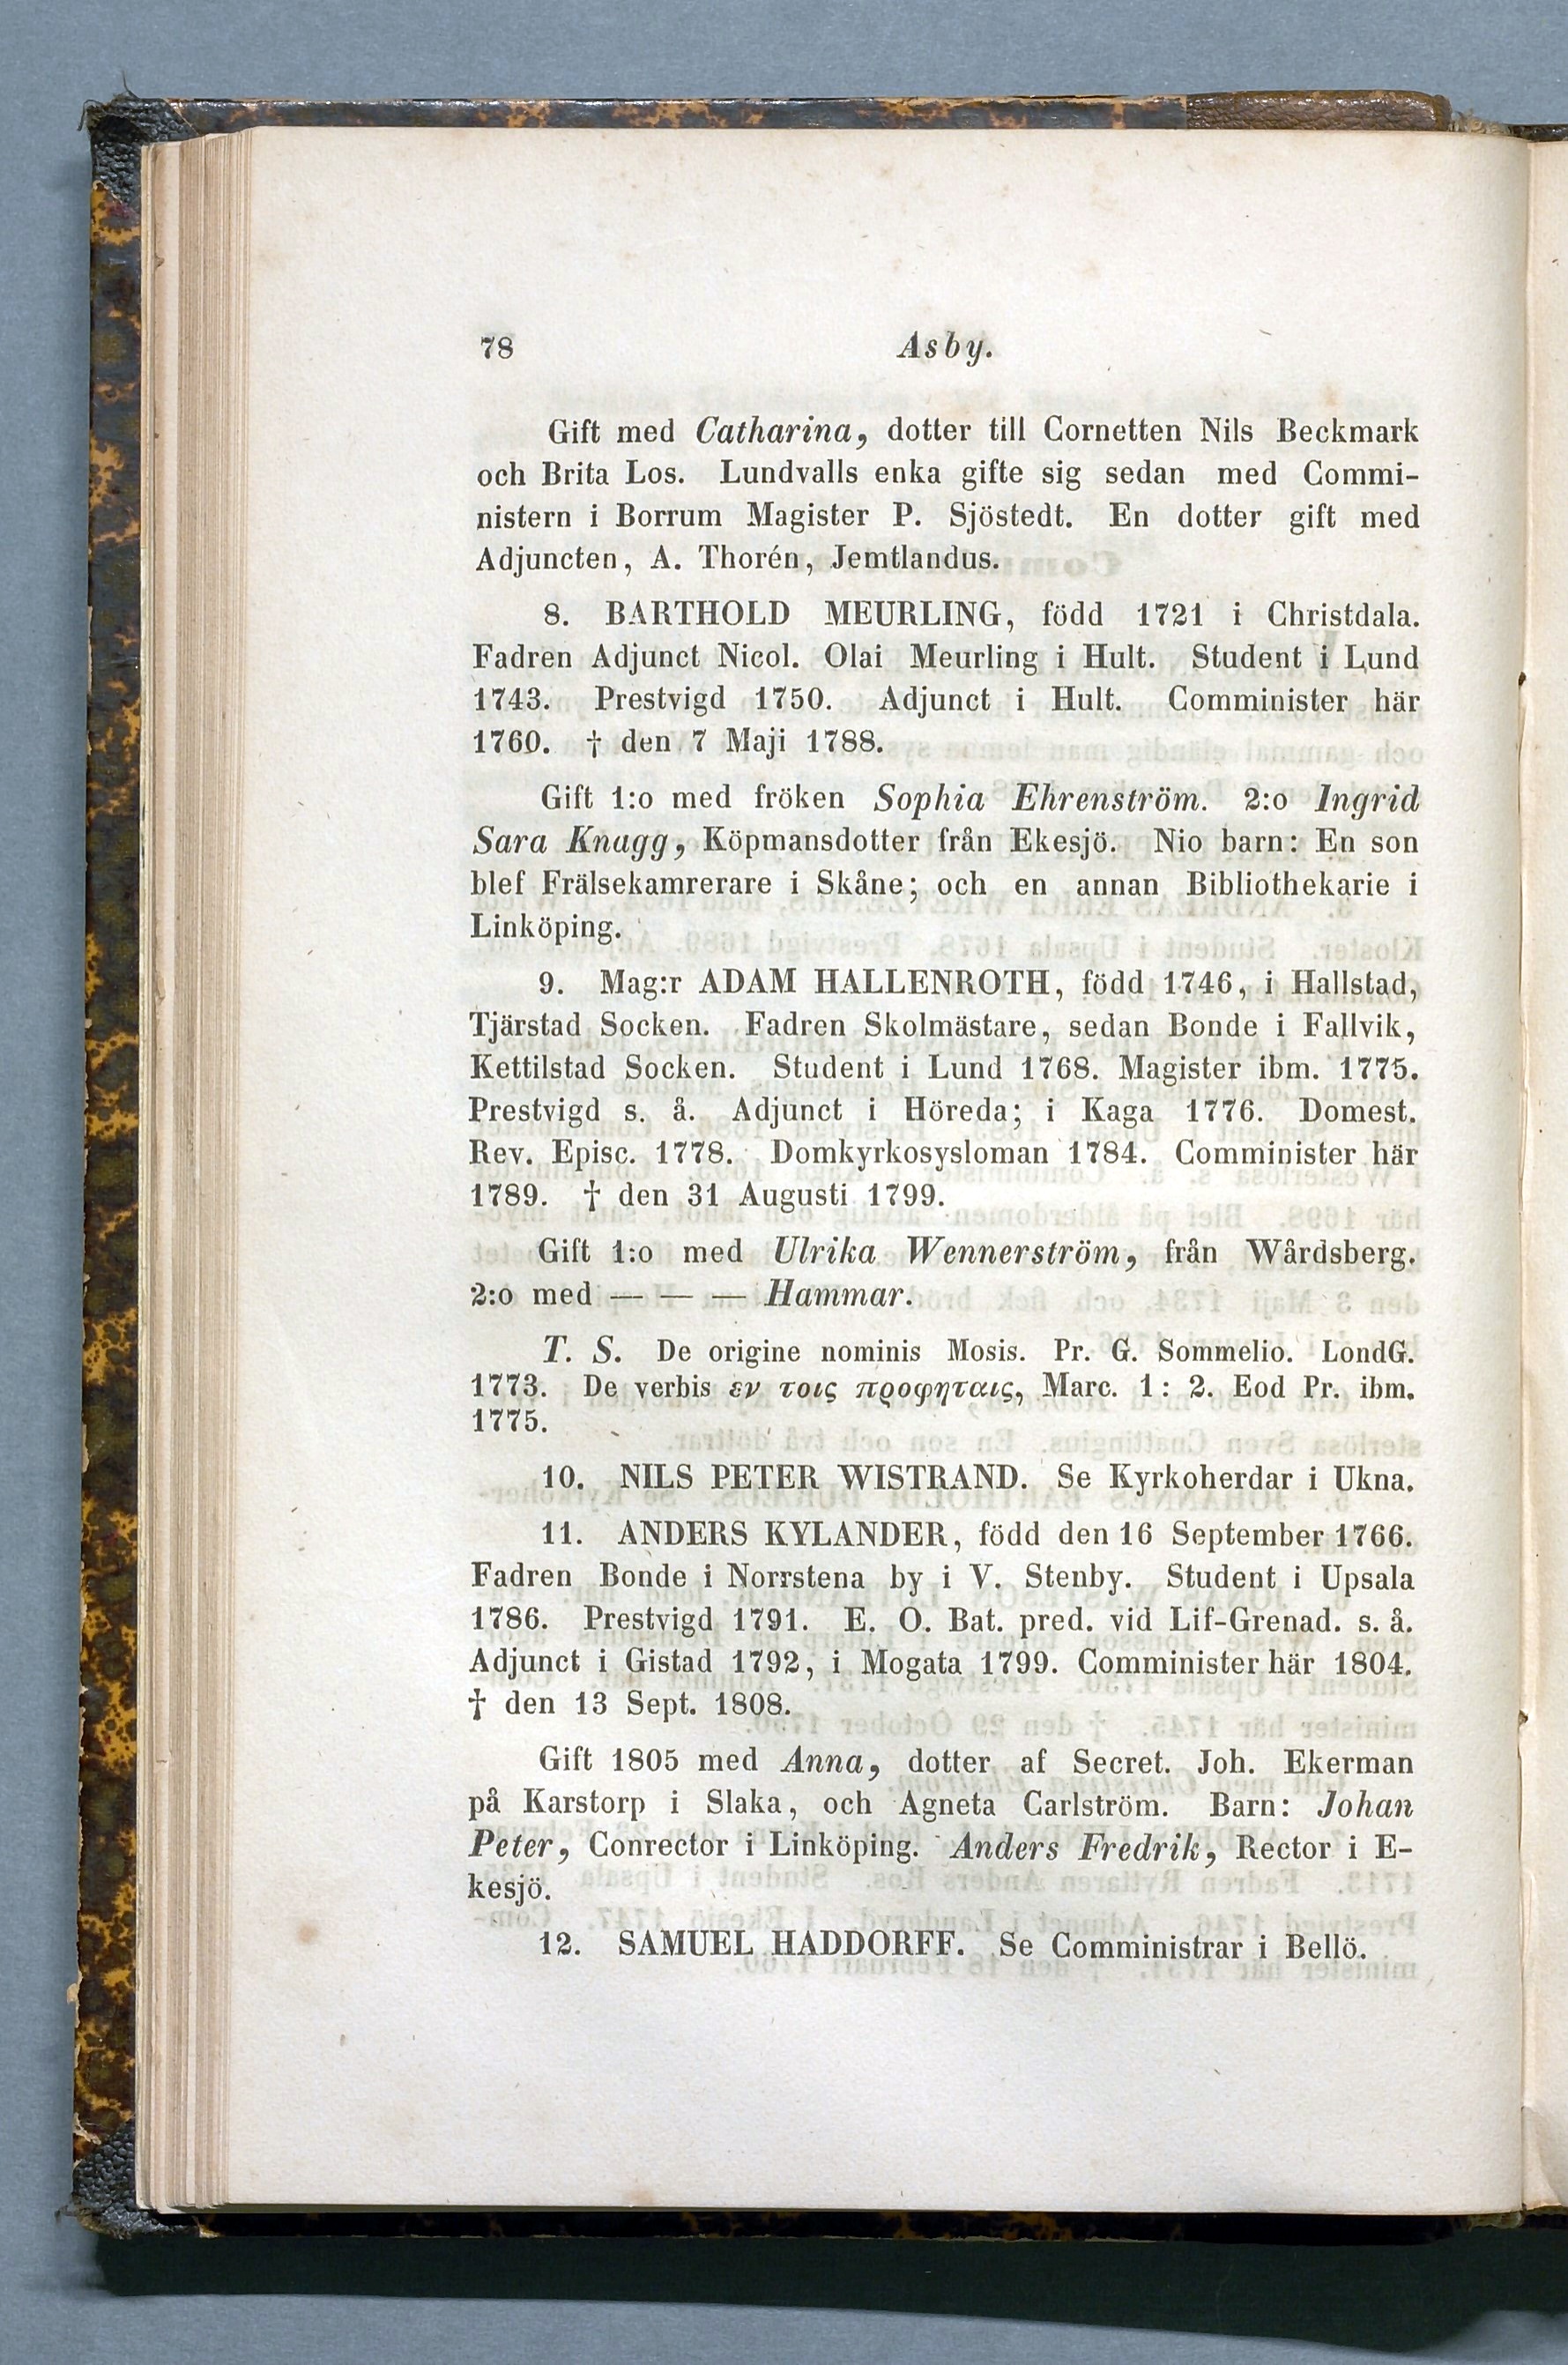 78 Asby.
Gift med Catharina, dotter till Cornetten Nils Beckmark
och Brita Los. Lundvalls enka gifte sig sedan med Commi-
nistern i Borrum Magister P. Sjöstedt. En dotter gift med
Adjuncten, A. Thorén, Jemtlandus.
8. BARTHOLD MEURLING, född 1721 i Christdala.
Fadren Adjunct Nicol. Olai Meurling i Hult. Student i Lund
1743. Prestvigd 1750. Adjunct i Hult. Comminister här
1760. † den 7 Maji 1788.
Gift 1:o med fröken Sophia Ehrenström. 2:o Ingrid
Sara Knagg, Köpmansdotter från Ekesjö. Nio barn: En son
blef Frälsekamrerare i Skåne; och en annan Bibliothekarie i
Linköping.
9. Mag:r ADAM HALLENROTH, född 1746, i Hallstad,
Tjärstad Socken. Fadren Skolmästare, sedan Bonde i Fallvik,
Kettilstad Socken. Student i Lund 1768. Magister ibm. 1775.
Prestvigd s. å. Adjunct i Höreda; i Kaga 1776. Domest.
Rev. Episc. 1778. Domkyrkosysloman 1784. Comminister här
1789. † den 31 Augusti 1799.
Gift 1:o med Ulrika Wennerström, från Wårdsberg.
2:o med — — — Hammar.
T. S. De origine nominis Mosis. Pr. G. Sommelio. LondG.
1773. De verbis εν τοις προφηταις, Marc. 1: 2. Eod Pr. ibm.
1775.
10. NILS PETER WISTRAND. Se Kyrkoherdar i Ukna.
11. ANDERS KYLANDER, född den 16 September 1766.
Fadren Bonde i Norrstena by i V. Stenby. Student i Upsala
1786. Prestvigd 1791. E. O. Bat. pred. vid Lif-Grenad. s. å.
Adjunct i Gistad 1792, i Mogata 1799. Comminister här 1804.
† den 13 Sept. 1808.
Gift 1805 med Anna, dotter af Secret. Joh. Ekerman
på Karstorp i Slaka, och Agneta Carlström. Barn: Johan
Peter, Conrector i Linköping. Anders Fredrik, Rector i E-
kesjö.
12. SAMUEL HADDORFF. Se Comministrar i Bellö.